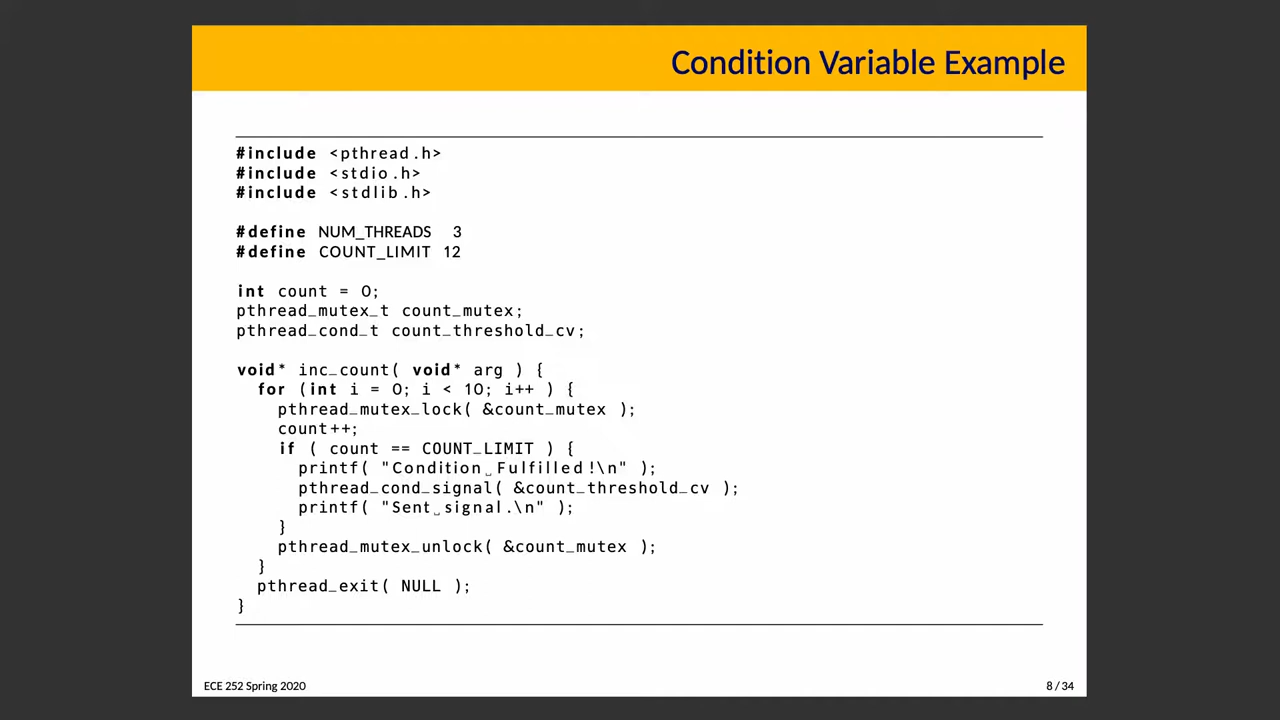 Condition Variable Example
#include <pthread.h>
#include <stdio.h>
#include <stdlib.h>
#define NUM_THREADS 3
#define COUNT_LIMIT 12
int count = 0;
pthread_mutex_t count_mutex;
pthread_cond_t count_threshold_cv;
void* inc_count( void* arg ) {
for (int i = 0; i < 10; i++ ) {
pthread_mutex_lock( &count_mutex );
count++;
if ( count == COUNT_LIMIT ) {
printf( "Condition␣Fulfilled!\n" );
pthread_cond_signal( &count_threshold_cv );
printf( "Sent␣signal.\n" );
}
pthread_mutex_unlock( &count_mutex );
}
pthread_exit( NULL );
}
ECE 252 Spring 2020
8 / 34